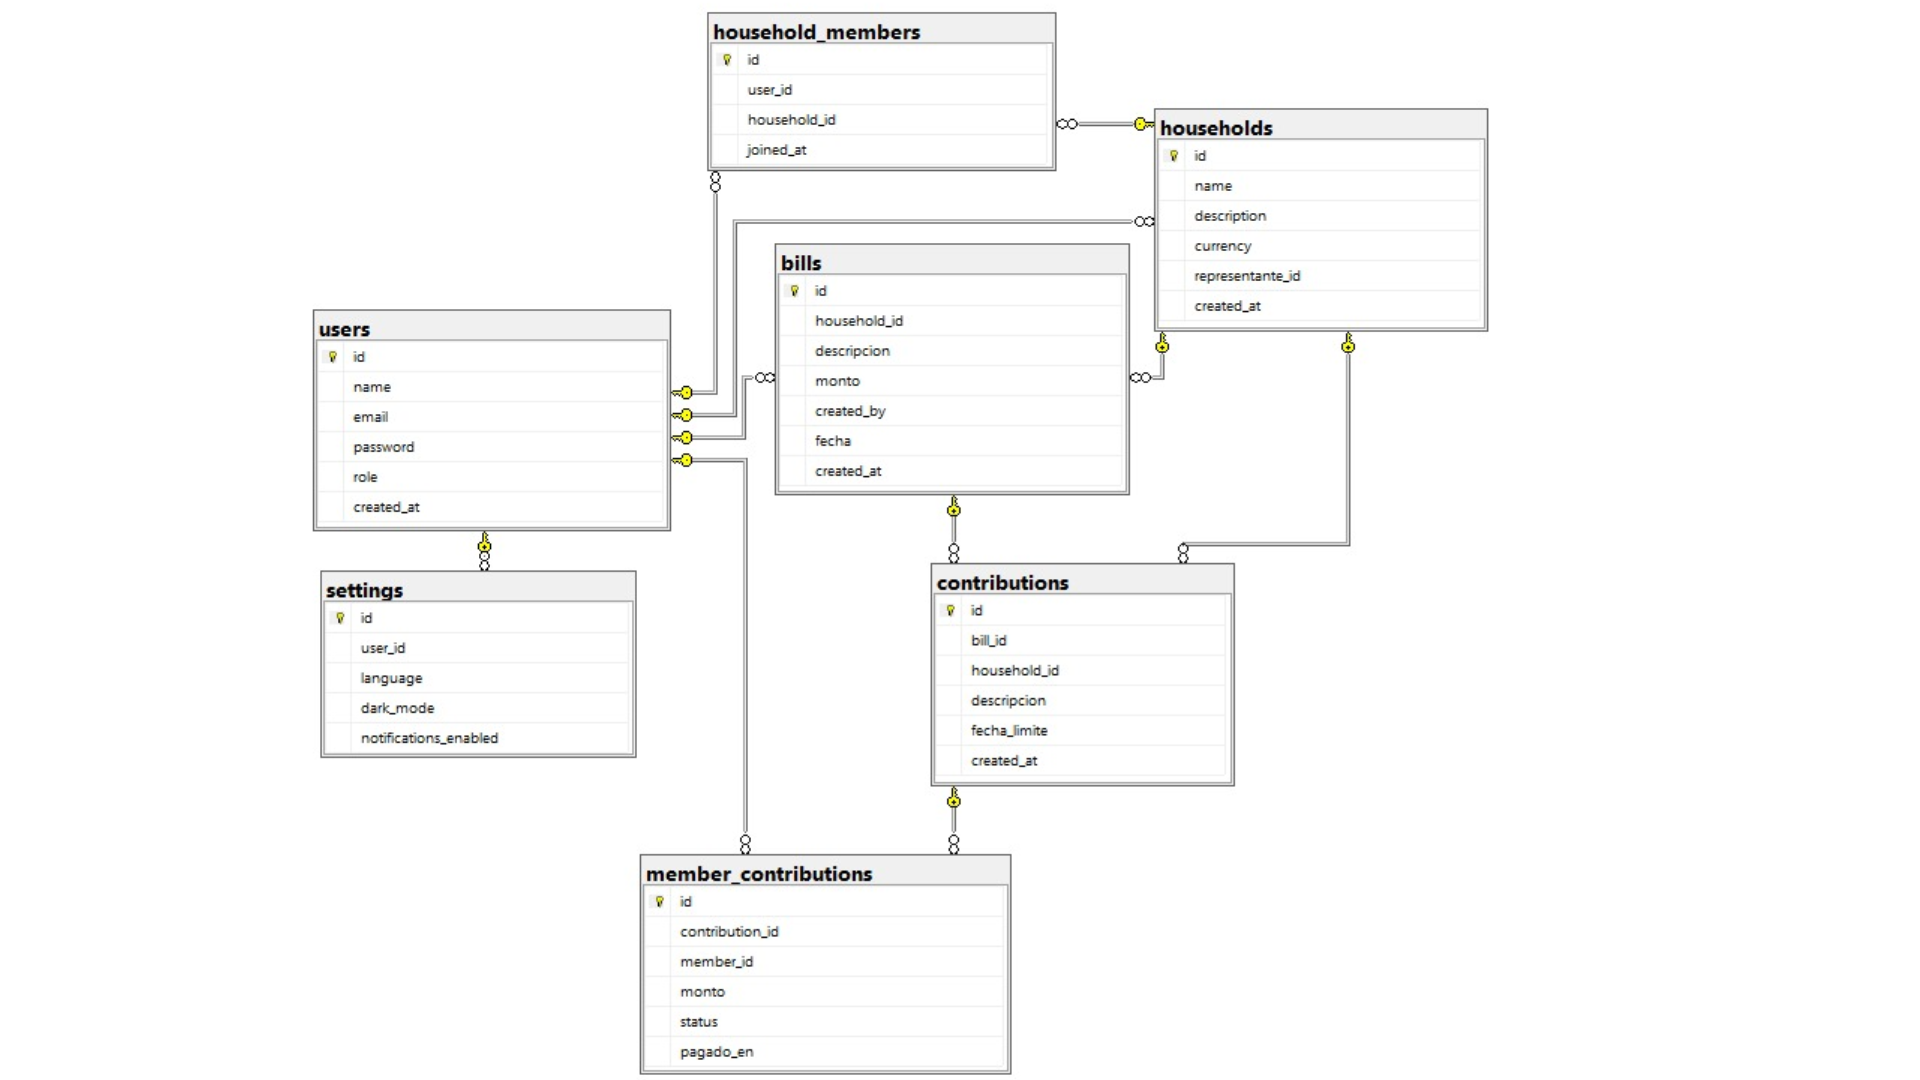 household_members
id
user_id
household_id
joined_at
households
id
name
description
currency
representante_id
created_at
bills
id
household_id
descripcion
monto
created_by
fecha
created_at
users
id
name
email
password
role
created_at
settings
id
user_id
language
dark_mode
notifications_enabled
contributions
id
bill_id
household_id
descripcion
fecha_limite
created_at
member_contributions
id
contribution_id
member_id
monto
status
pagado_en